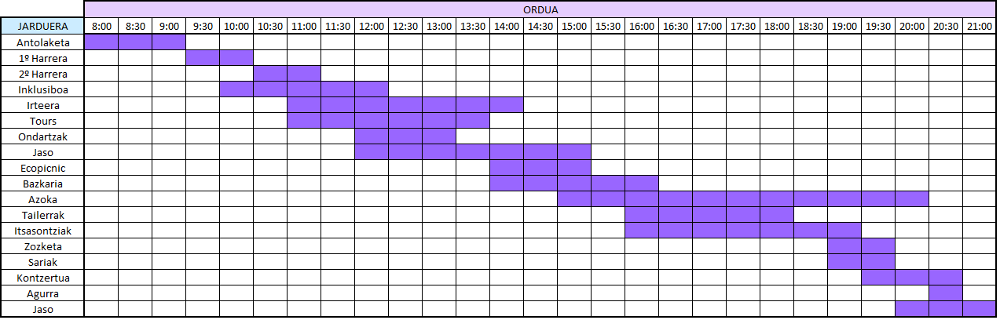 ORDUA
JARDUERA 8:00 8:30 9:00 9:30 10:00 10:30 11:00 11:30 12:00 12:30 13:00 13:30 14:00 14:30 15:00 15:30 16:00 16:30 17:00 17:30 18:00 18:30 19:00 19:30 20:00 20:30 21:00
Antolaketa
1º Harrera
2º Harrera
Inklusiboa
Irteera
Tours
Ondartzak
Jaso
Ecopicnic
Bazkaria
Azoka
Tailerrak
Itsasontziak
Zozketa
Sariak
Kontzertua
Agurra
Jaso